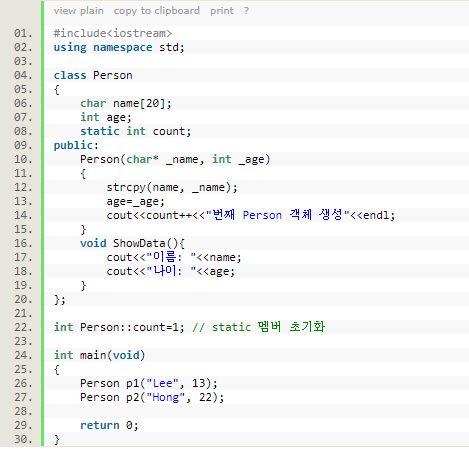 view plain copy to clipboard print ?
01. #include<iostream>
02. using namespace std;
03.
04. class Person
05. {
06.     char name[20];
07.     int age;
08.     static int count;
09. public:
10.     Person(char* _name, int _age)
11.     {
12.         strcpy(name, _name);
13.         age=_age;
14.         cout<<count++<<"번째 Person 객체 생성"<<endl;
15.     }
16.     void ShowData(){
17.         cout<<"이름: "<<name;
18.         cout<<"나이: "<<age;
19.     }
20. };
21.
22. int Person::count=1; // static 멤버 초기화
23.
24. int main(void)
25. {
26.     Person p1("Lee", 13);
27.     Person p2("Hong", 22);
28.
29.     return 0;
30. }